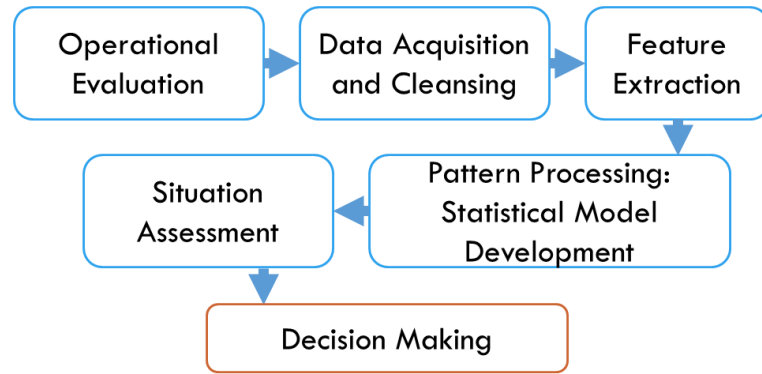 Operational
Evaluation
Data Acquisition
and Cleansing
Feature
Extraction
Pattern Processing:
Statistical Model
Development
Situation
Assessment
Decision Making